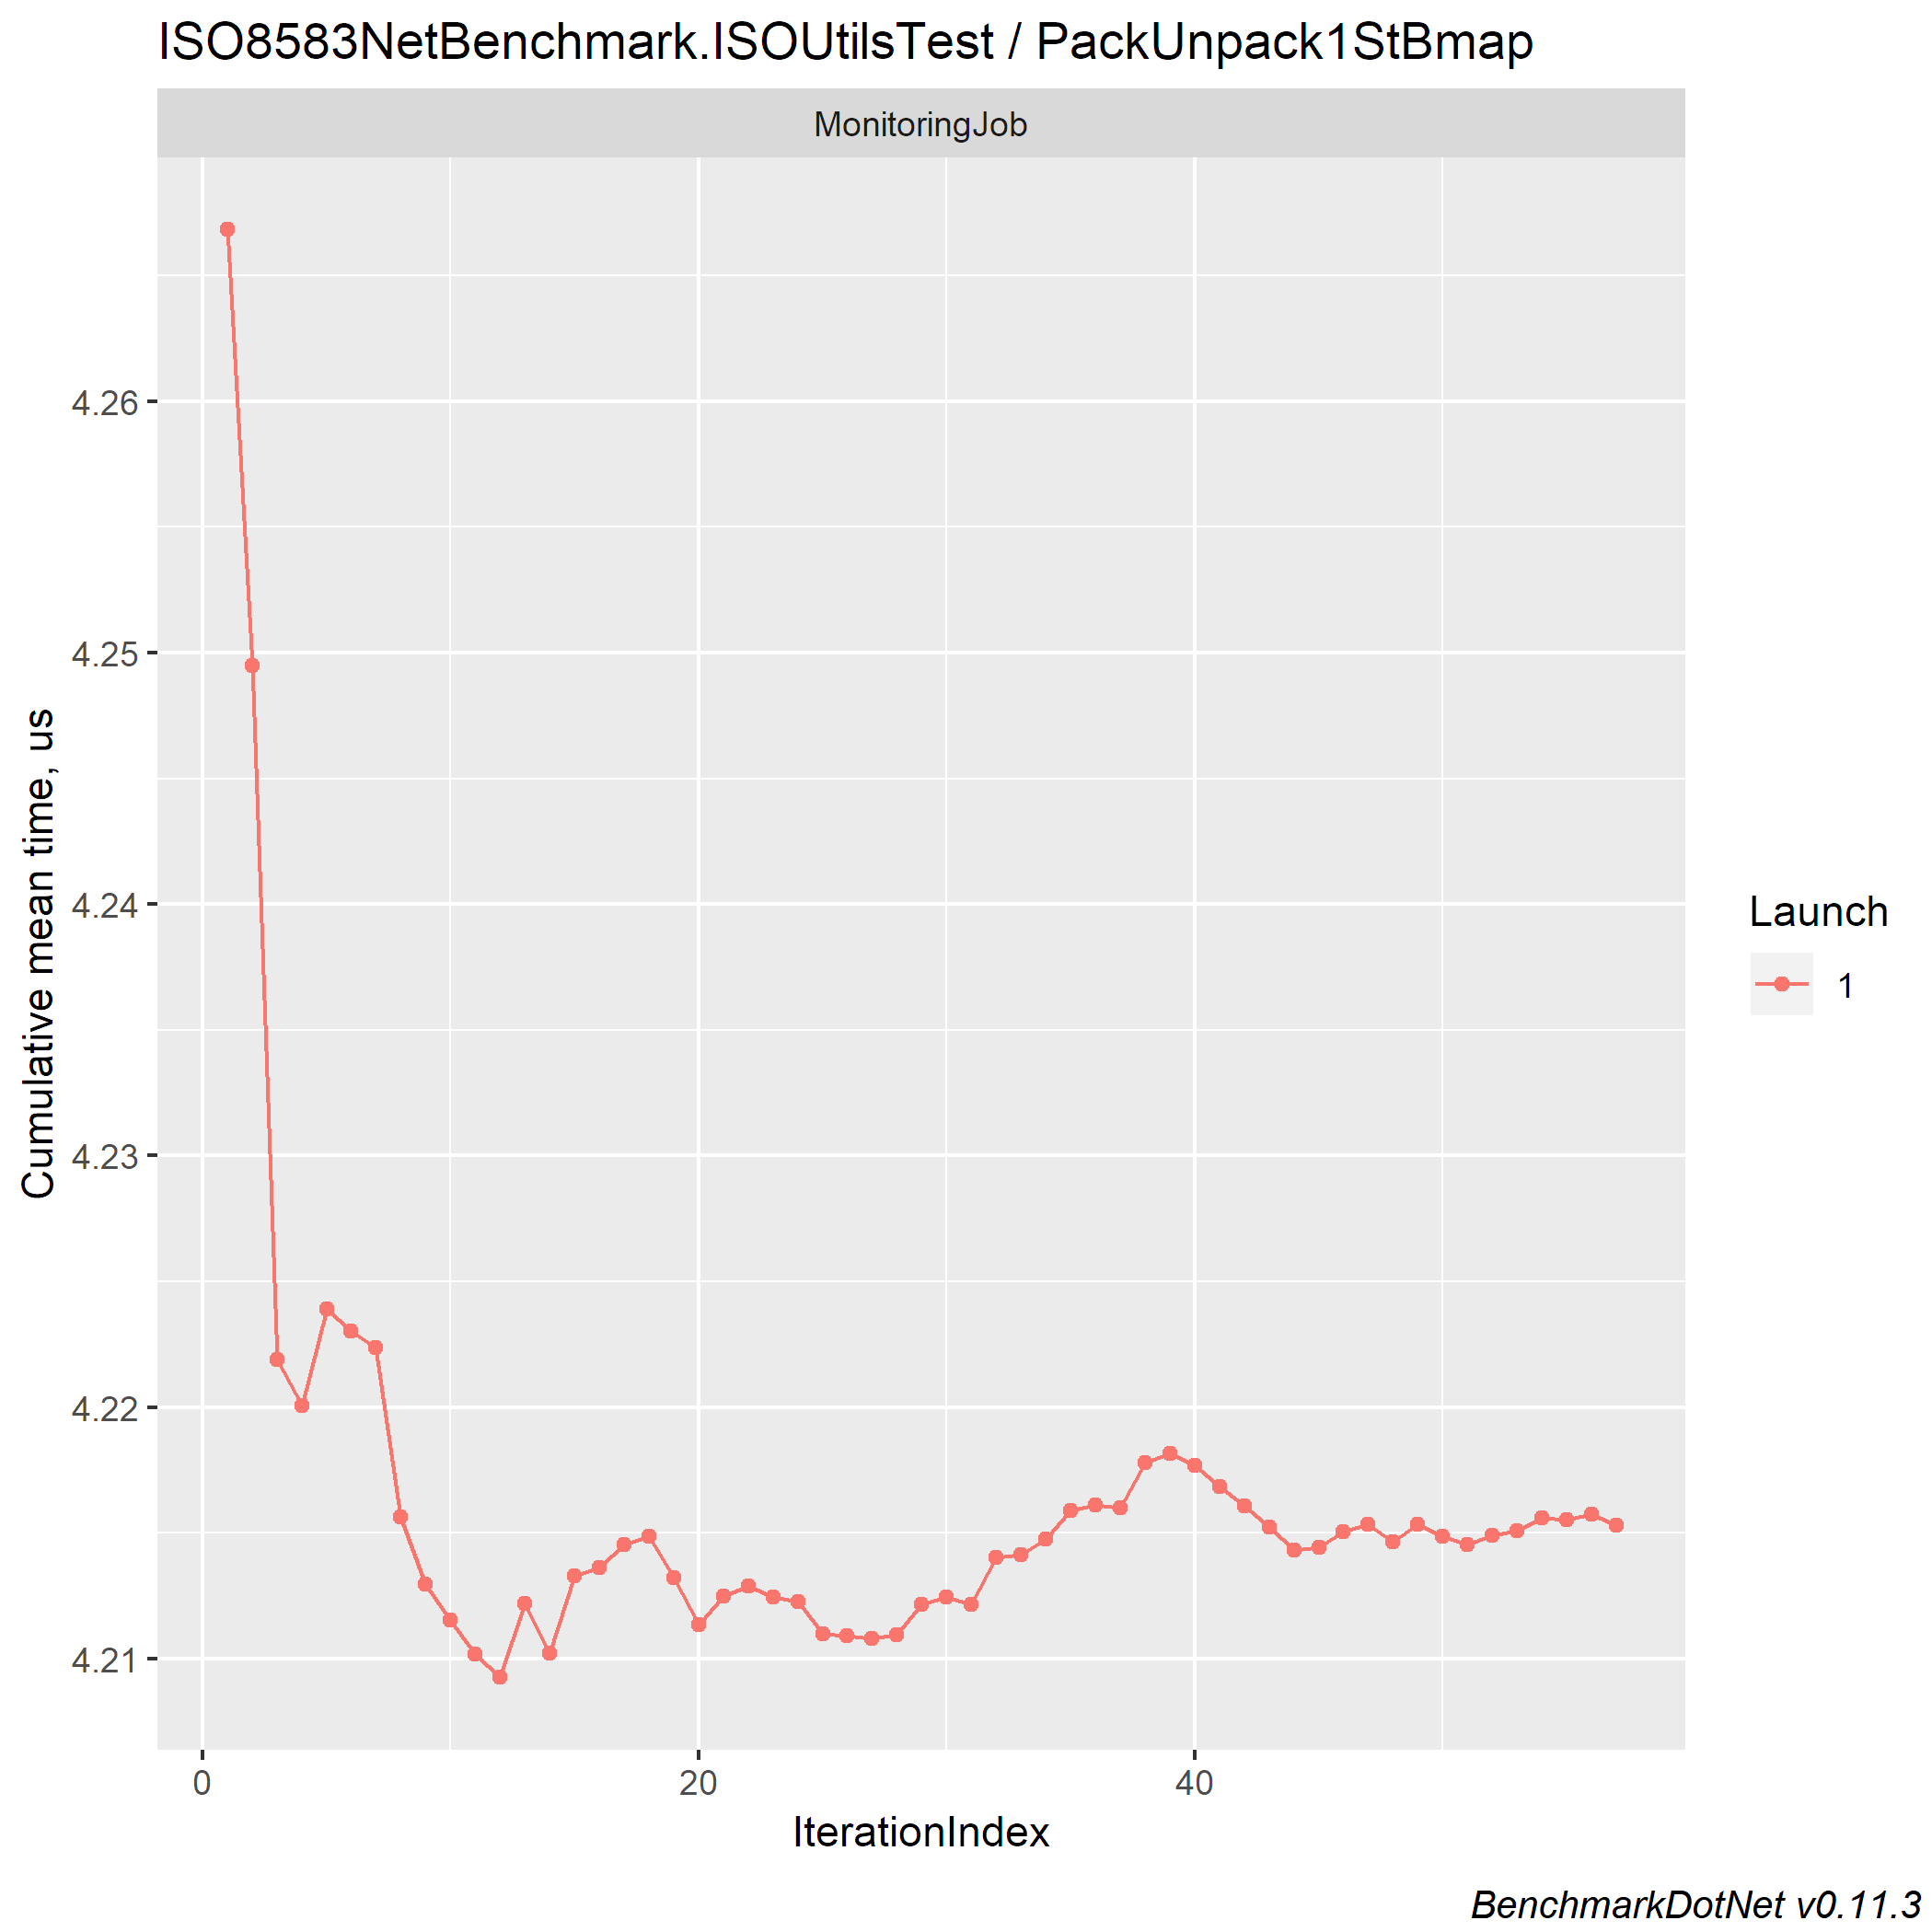 ISO8583NetBenchmark.ISOUtilsTest / PackUnpack1StBmap
MonitoringJob
4.26
4.25
4.24
4.23
4.22
4.21
Cumulative mean time, us
0
20
40
IterationIndex
Launch
1
BenchmarkDotNet v0.11.3